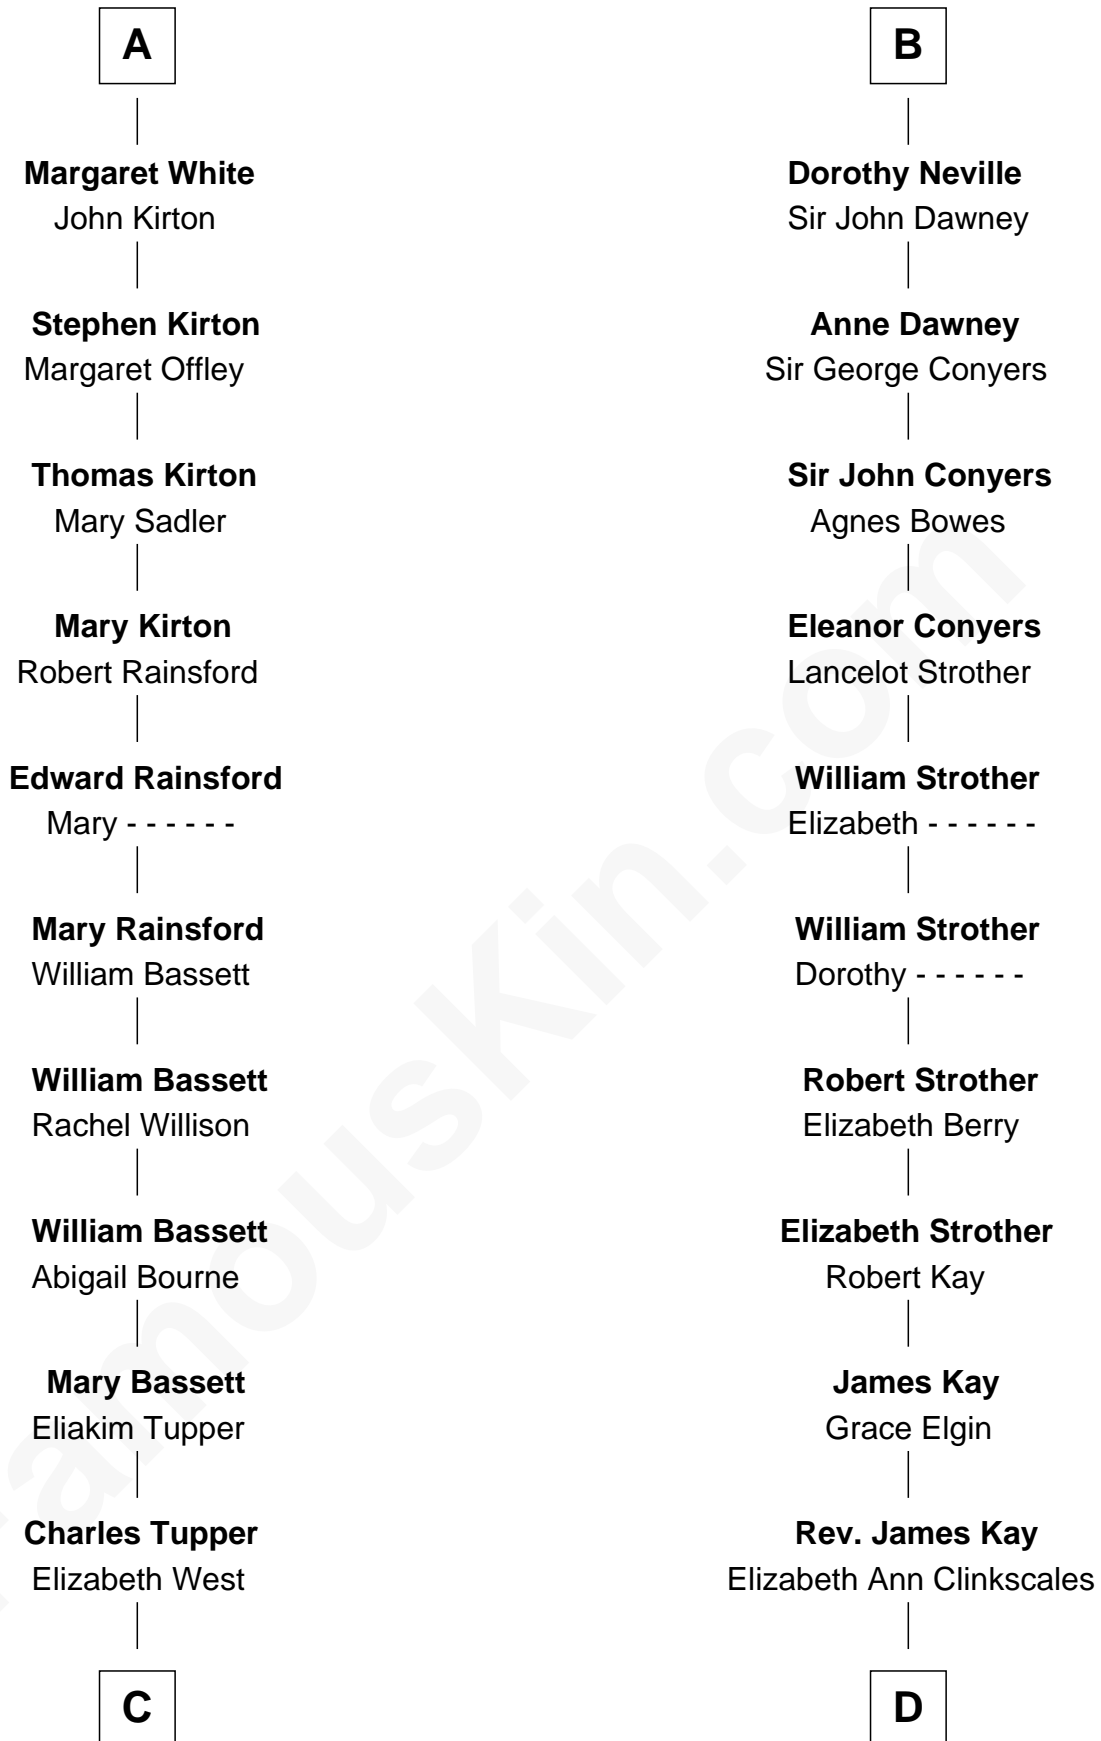 A
Margaret White
John Kirton
Stephen Kirton
Margaret Offley
Thomas Kirton
Mary Sadler
Mary Kirton
Robert Rainsford
Edward Rainsford
Mary - - - - - -
Mary Rainsford
William Bassett
William Bassett
Rachel Willison
William Bassett
Abigail Bourne
Mary Bassett
Eliakim Tupper
Charles Tupper
Elizabeth West
C
B
Dorothy Neville
Sir John Dawney
Anne Dawney
Sir George Conyers
Sir John Conyers
Agnes Bowes
Eleanor Conyers
Lancelot Strother
William Strother
Elizabeth - - - - - -
William Strother
Dorothy - - - - - -
Robert Strother
Elizabeth Berry
Elizabeth Strother
Robert Kay
James Kay
Grace Elgin
Rev. James Kay
Elizabeth Ann Clinkscales
D
FamousKin.com